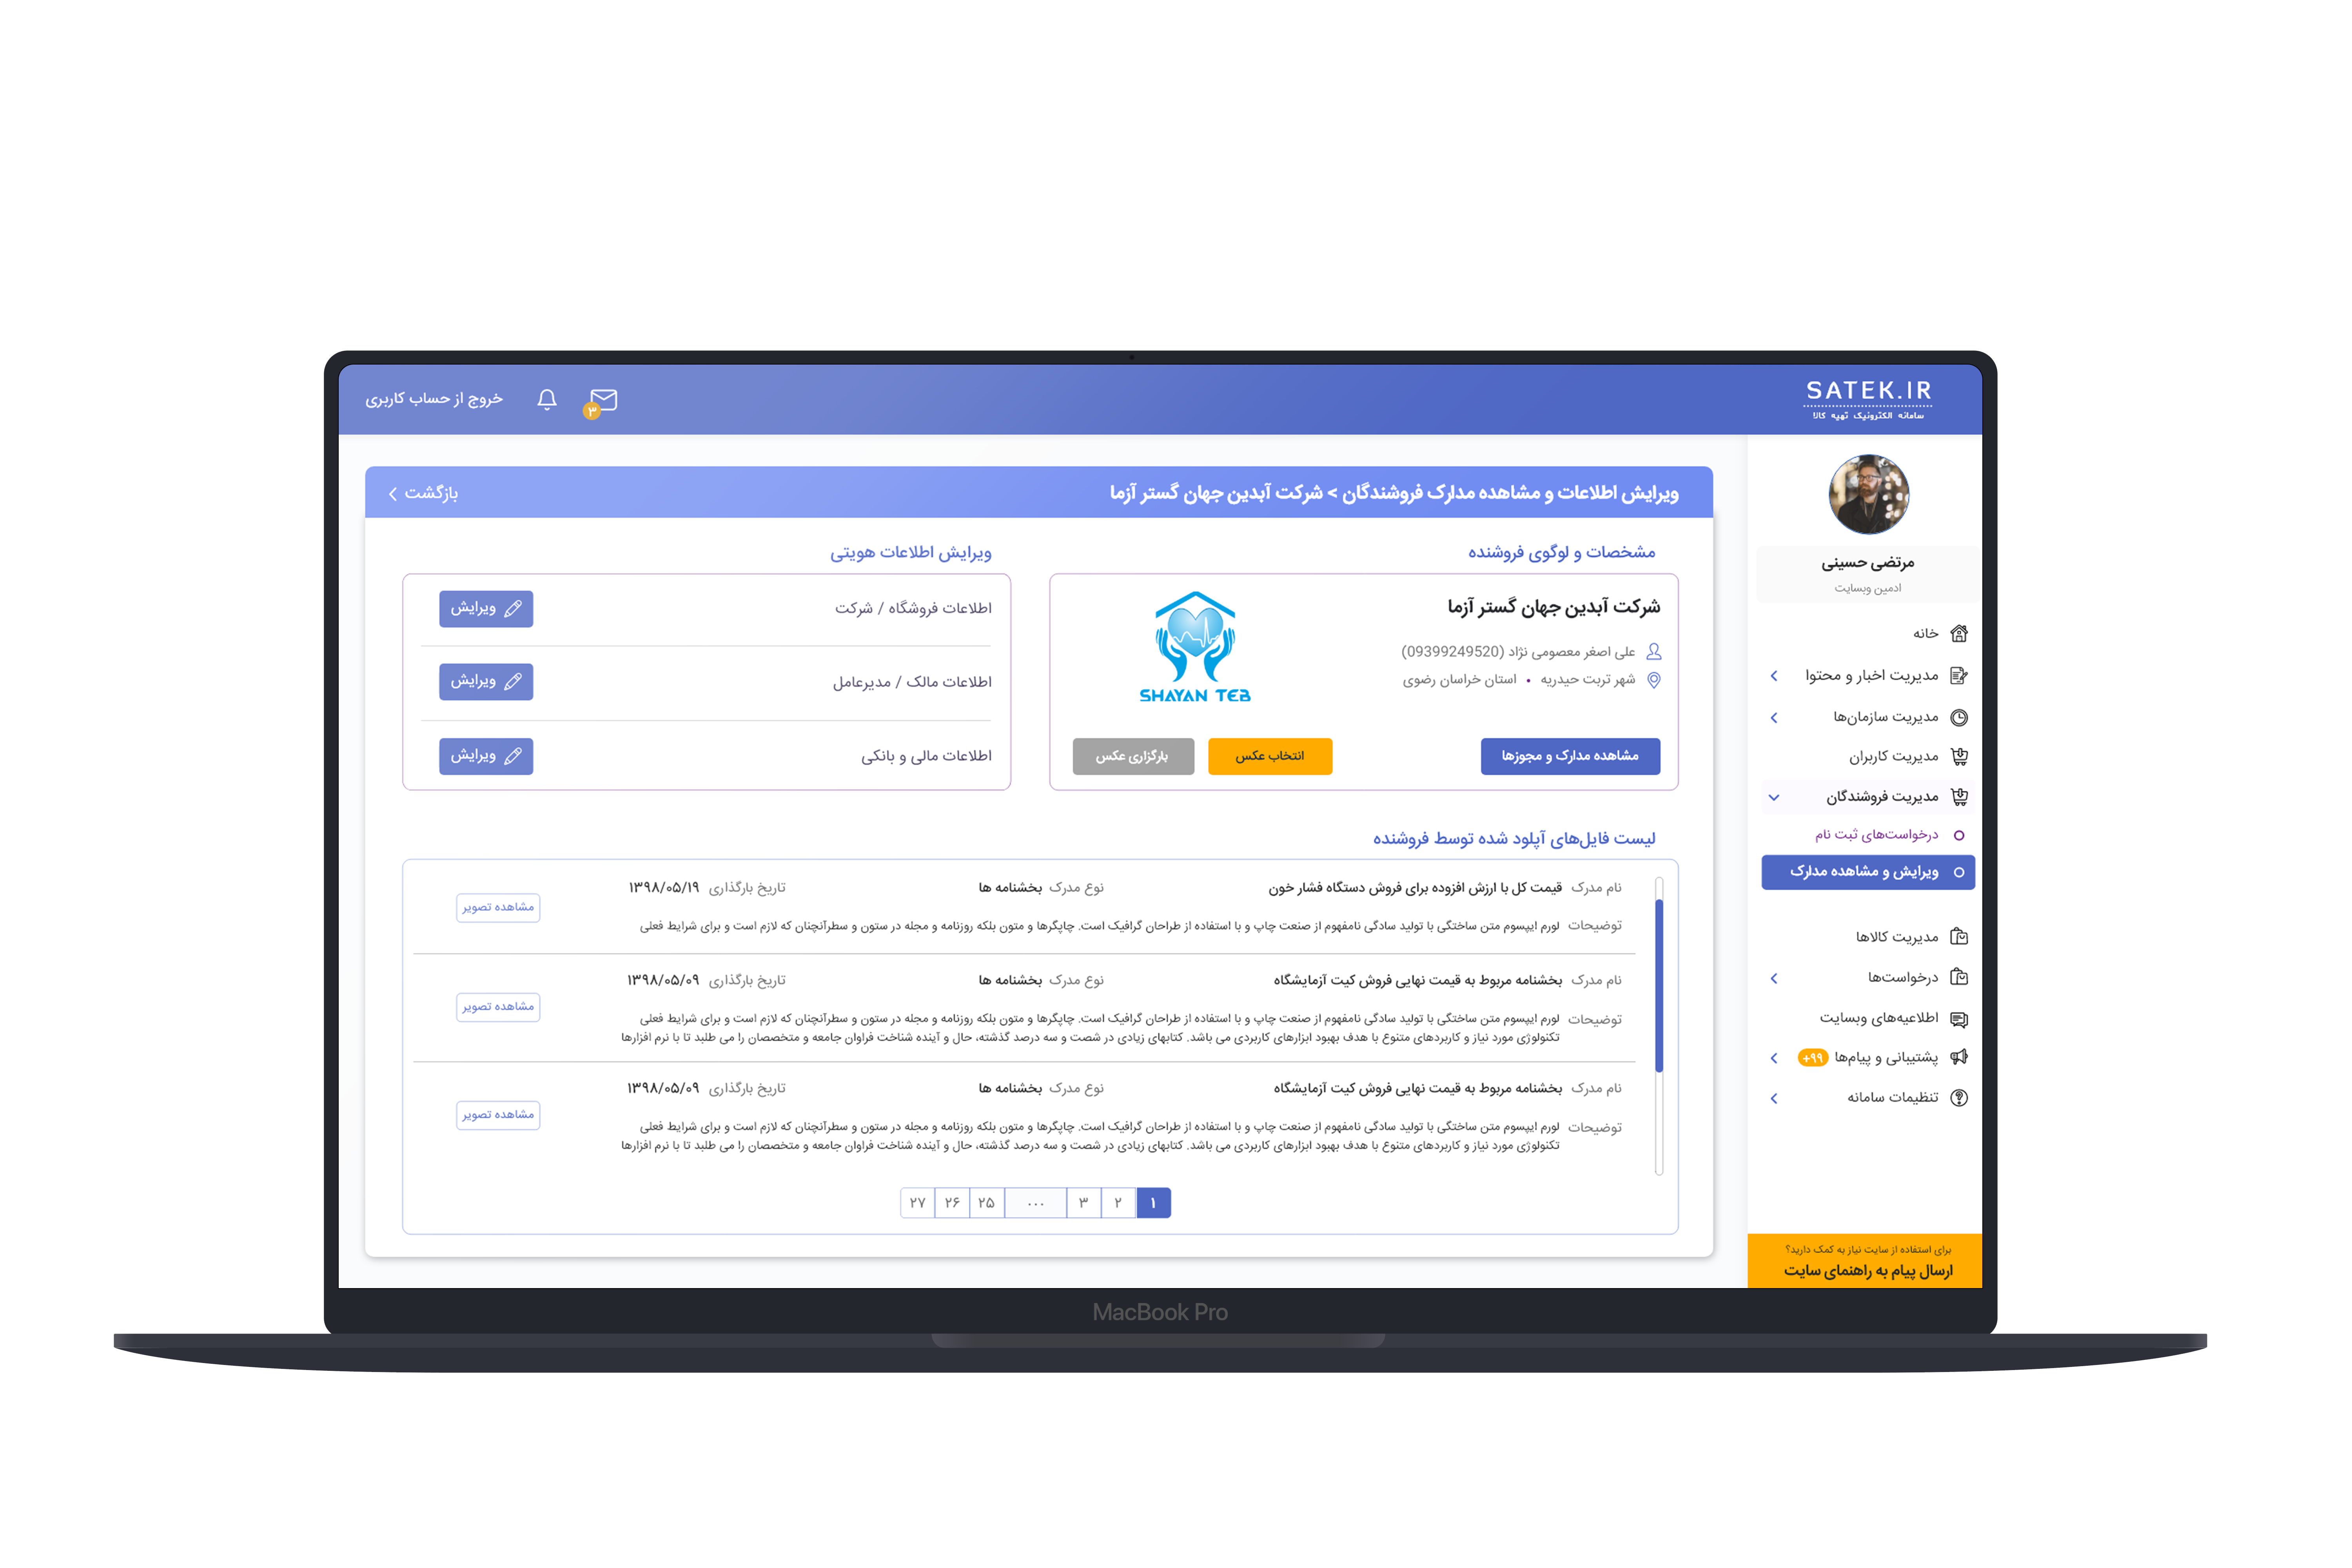 SATEK.IR
سامانه الکترونیک تهیه کالا
۳
خروج از حساب کاربری
مرتضی حسینی
ادمین وبسایت
خانه
مدیریت اخبار و محتوا
مدیریت سازمان‌ها
مدیریت کاربران
مدیریت فروشندگان
درخواست‌های ثبت نام
ویرایش و مشاهده مدارک
مدیریت کالاها
درخواست‌ها
اطلاعیه‌های وبسایت
پشتیبانی و پیام‌ها +۹۹
تنظیمات سامانه
برای استفاده از سایت نیاز به کمک دارید؟
ارسال پیام به راهنمای سایت
ویرایش اطلاعات و مشاهده مدارک فروشندگان > شرکت آبدین جهان گستر آزما
بازگشت
مشخصات و لوگوی فروشنده
شرکت آبدین جهان گستر آزما
علی اصغر معصومی نژاد (09399249520)
شهر تربت حیدریه • استان خراسان رضوی
SHAYAN TEB
مشاهده مدارک و مجوزها
انتخاب عکس
بارگزاری عکس
ویرایش اطلاعات هویتی
اطلاعات فروشگاه / شرکت
ویرایش
اطلاعات مالک / مدیرعامل
ویرایش
اطلاعات مالی و بانکی
ویرایش
لیست فایل‌های آپلود شده توسط فروشنده
نام مدرک قیمت کل با ارزش افزوده برای فروش دستگاه فشار خون نوع مدرک بخشنامه ها تاریخ بارگذاری ۱۳۹۸/۰۵/۱۹
مشاهده تصویر
توضیحات لورم ایپسوم متن ساختگی با تولید سادگی نامفهوم از صنعت چاپ و با استفاده از طراحان گرافیک است. چاپگرها و متون بلکه روزنامه و مجله در ستون و سطرآنچنان که لازم است و برای شرایط فعلی
نام مدرک بخشنامه مربوط به قیمت نهایی فروش کیت آزمایشگاه نوع مدرک بخشنامه ها تاریخ بارگذاری ۱۳۹۸/۰۵/۰۹
مشاهده تصویر
توضیحات لورم ایپسوم متن ساختگی با تولید سادگی نامفهوم از صنعت چاپ و با استفاده از طراحان گرافیک است. چاپگرها و متون بلکه روزنامه و مجله در ستون و سطرآنچنان که لازم است و برای شرایط فعلی
تکنولوژی مورد نیاز و کاربردهای متنوع با هدف بهبود ابزارهای کاربردی می باشد. کتابهای زیادی در شصت و سه درصد گذشته، حال و آینده شناخت فراوان جامعه و متخصصان را می طلبد تا با نرم افزارها
نام مدرک بخشنامه مربوط به قیمت نهایی فروش کیت آزمایشگاه نوع مدرک بخشنامه ها تاریخ بارگذاری ۱۳۹۸/۰۵/۰۹
مشاهده تصویر
توضیحات لورم ایپسوم متن ساختگی با تولید سادگی نامفهوم از صنعت چاپ و با استفاده از طراحان گرافیک است. چاپگرها و متون بلکه روزنامه و مجله در ستون و سطرآنچنان که لازم است و برای شرایط فعلی
تکنولوژی مورد نیاز و کاربردهای متنوع با هدف بهبود ابزارهای کاربردی می باشد. کتابهای زیادی در شصت و سه درصد گذشته، حال و آینده شناخت فراوان جامعه و متخصصان را می طلبد تا با نرم افزارها
۱ ۲ ۳ ... ۲۵ ۲۶ ۲۷
MacBook Pro